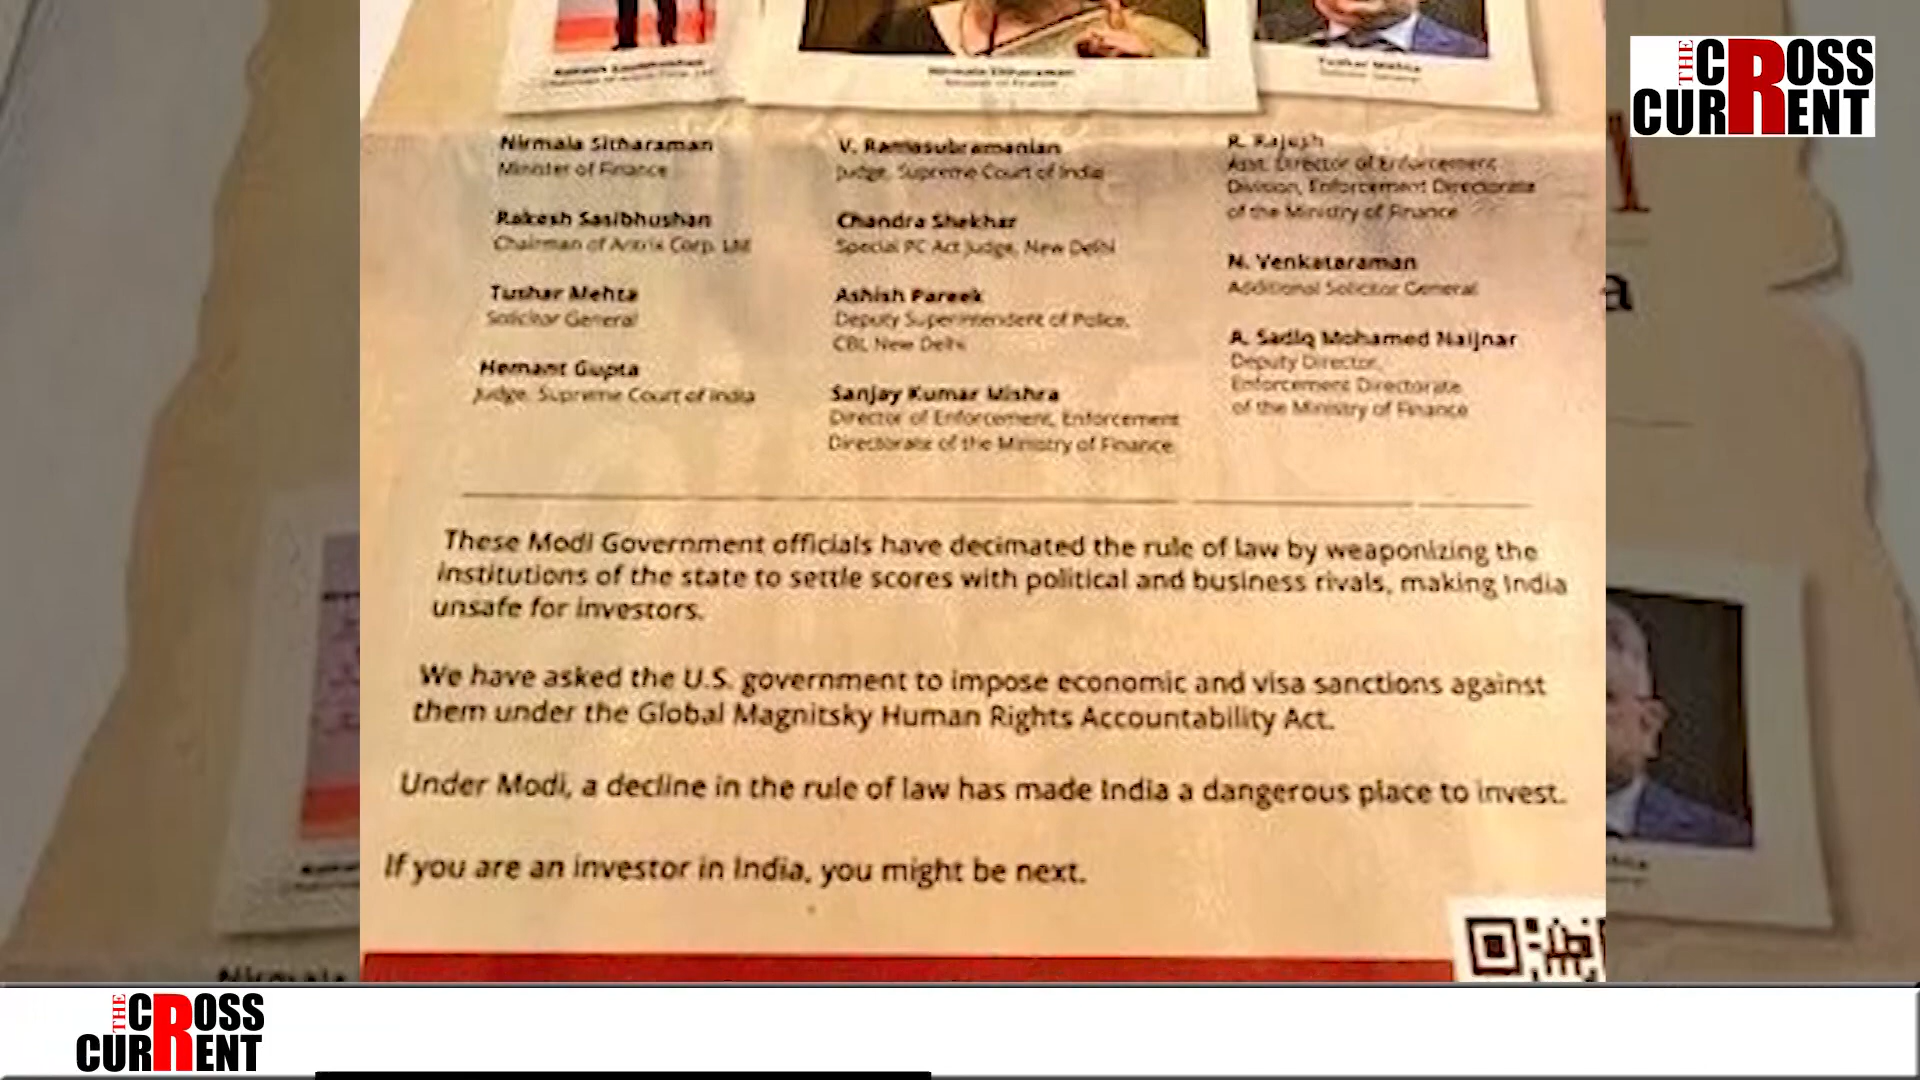 THE CROSS CURRENT
Nirmala Sitharaman
Minister of Finance
Tushar Mehta
Solicitor General
Nirmala Sitharaman
Minister of Finance
Rakesh Sasibhushan
Chairman of Antrix Corp. Ltd
Tushar Mehta
Solicitor General
Hemant Gupta
Judge, Supreme Court of India
V. Ramasubramanian
Judge, Supreme Court of India
Chandra Shekhar
Special PC Act Judge, New Delhi
Ashish Pareek
Deputy Superintendent of Police,
CBI, New Delhi
Sanjay Kumar Mishra
Director of Enforcement, Enforcement
Directorate of the Ministry of Finance
R. Rajesh
Asst. Director of Enforcement
Division, Enforcement Directorate
of the Ministry of Finance
N. Venkataraman
Additional Solicitor General
A. Sadiq Mohamed Naijnar
Deputy Director,
Enforcement Directorate
of the Ministry of Finance
These Modi Government officials have decimated the rule of law by weaponizing the
institutions of the state to settle scores with political and business rivals, making India
unsafe for investors.
We have asked the U.S. government to impose economic and visa sanctions against
them under the Global Magnitsky Human Rights Accountability Act.
Under Modi, a decline in the rule of law has made India a dangerous place to invest.
If you are an investor in India, you might be next.
THE CROSS CURRENT